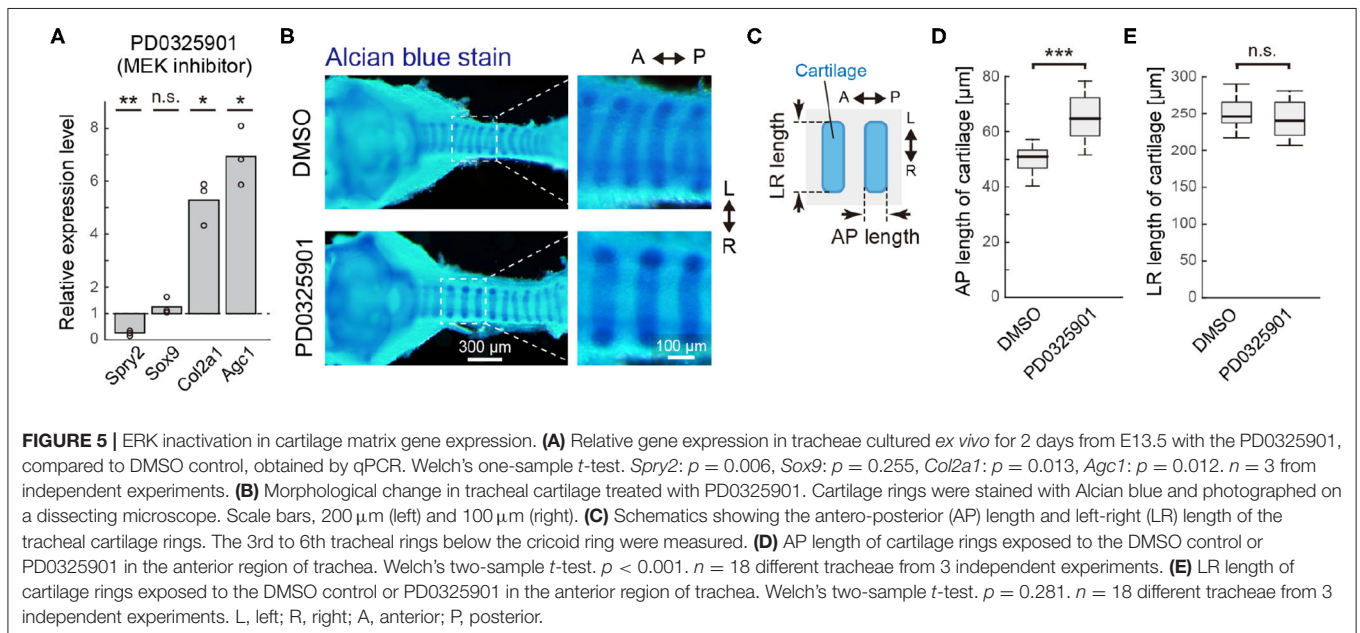 A
PD0325901
(MEK inhibitor)
** n.s. * *
Relative expression level
8
6
4
2
1
0
Spry2
Sox9
Col2a1
Agc1
B
Alcian blue stain
A P
DMSO
PD0325901
300 µm
100 µm
L
R
C
Cartilage
A P
L
R
LR length
AP length
D
***
AP length of cartilage [µm]
80
60
40
20
0
DMSO
PD0325901
E
n.s.
LR length of cartilage [µm]
300
250
200
150
100
50
0
DMSO
PD0325901
FIGURE 5 | ERK inactivation in cartilage matrix gene expression. (A) Relative gene expression in tracheae cultured ex vivo for 2 days from E13.5 with the PD0325901,
compared to DMSO control, obtained by qPCR. Welch's one-sample t-test. Spry2: p = 0.006, Sox9: p = 0.255, Col2a1: p = 0.013, Agc1: p = 0.012. n = 3 from
independent experiments. (B) Morphological change in tracheal cartilage treated with PD0325901. Cartilage rings were stained with Alcian blue and photographed on
a dissecting microscope. Scale bars, 200 µm (left) and 100 µm (right). (C) Schematics showing the antero-posterior (AP) length and left-right (LR) length of the
tracheal cartilage rings. The 3rd to 6th tracheal rings below the cricoid ring were measured. (D) AP length of cartilage rings exposed to the DMSO control or
PD0325901 in the anterior region of trachea. Welch's two-sample t-test. p < 0.001. n = 18 different tracheae from 3 independent experiments. (E) LR length of
cartilage rings exposed to the DMSO control or PD0325901 in the anterior region of trachea. Welch's two-sample t-test. p = 0.281. n = 18 different tracheae from 3
independent experiments. L, left; R, right; A, anterior; P, posterior.